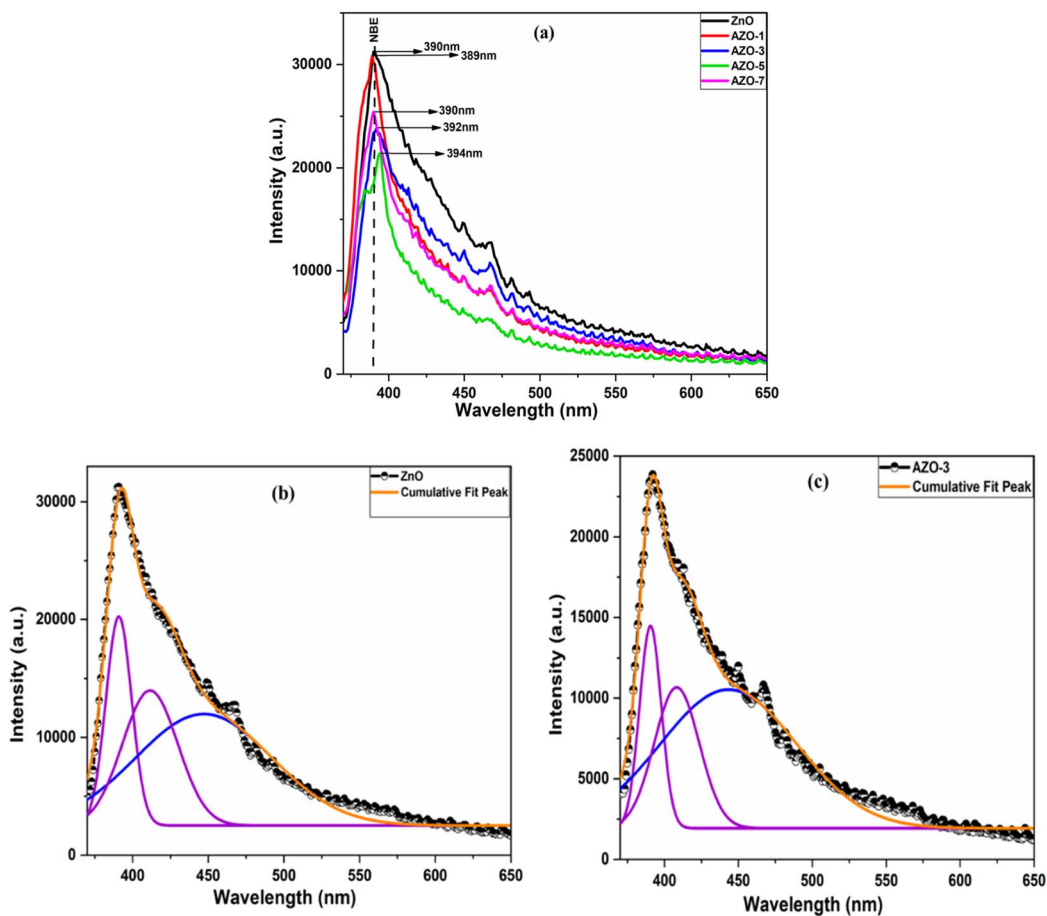 (a)
NBE
390nm
389nm
390nm
392nm
394nm
ZnO
AZO-1
AZO-3
AZO-5
AZO-7
30000
20000
10000
0
Intensity (a.u.)
400 450 500 550 600 650
Wavelength (nm)
(b)
ZnO
Cumulative Fit Peak
30000
20000
10000
0
Intensity (a.u.)
400 450 500 550 600 650
Wavelength (nm)
(c)
AZO-3
Cumulative Fit Peak
25000
20000
15000
10000
5000
0
Intensity (a.u.)
400 450 500 550 600 650
Wavelength (nm)